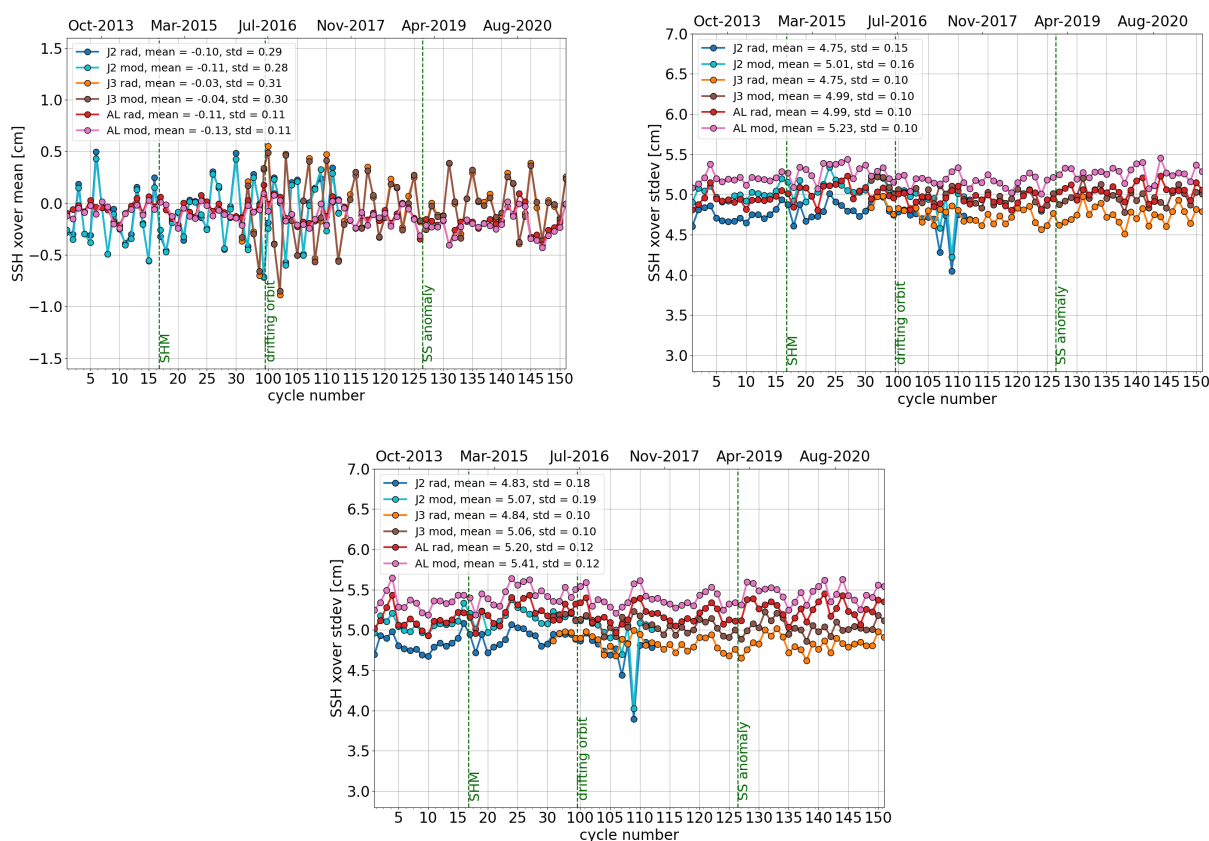 Oct-2013 Mar-2015 Jul-2016 Nov-2017 Apr-2019 Aug-2020
1.5
1.0
0.5
0.0
−0.5
−1.0
−1.5
SSH xover mean [cm]
J2 rad, mean = -0.10, std = 0.29
J2 mod, mean = -0.11, std = 0.28
J3 rad, mean = -0.03, std = 0.31
J3 mod, mean = -0.04, std = 0.30
AL rad, mean = -0.11, std = 0.11
AL mod, mean = -0.13, std = 0.11
SHM
drifting orbit
SS anomaly
5 10 15 20 25 30 100 105 110 115 120 125 130 135 140 145 150
cycle number
Oct-2013 Mar-2015 Jul-2016 Nov-2017 Apr-2019 Aug-2020
7.0
6.5
6.0
5.5
5.0
4.5
4.0
3.5
3.0
SSH xover stdev [cm]
J2 rad, mean = 4.75, std = 0.15
J2 mod, mean = 5.01, std = 0.16
J3 rad, mean = 4.75, std = 0.10
J3 mod, mean = 4.99, std = 0.10
AL rad, mean = 4.99, std = 0.10
AL mod, mean = 5.23, std = 0.10
SHM
drifting orbit
SS anomaly
5 10 15 20 25 30 100 105 110 115 120 125 130 135 140 145 150
cycle number
Oct-2013 Mar-2015 Jul-2016 Nov-2017 Apr-2019 Aug-2020
7.0
6.5
6.0
5.5
5.0
4.5
4.0
3.5
3.0
SSH xover stdev [cm]
J2 rad, mean = 4.83, std = 0.18
J2 mod, mean = 5.07, std = 0.19
J3 rad, mean = 4.84, std = 0.10
J3 mod, mean = 5.06, std = 0.10
AL rad, mean = 5.20, std = 0.12
AL mod, mean = 5.41, std = 0.12
SHM
drifting orbit
SS anomaly
5 10 15 20 25 30 100 105 110 115 120 125 130 135 140 145 150
cycle number